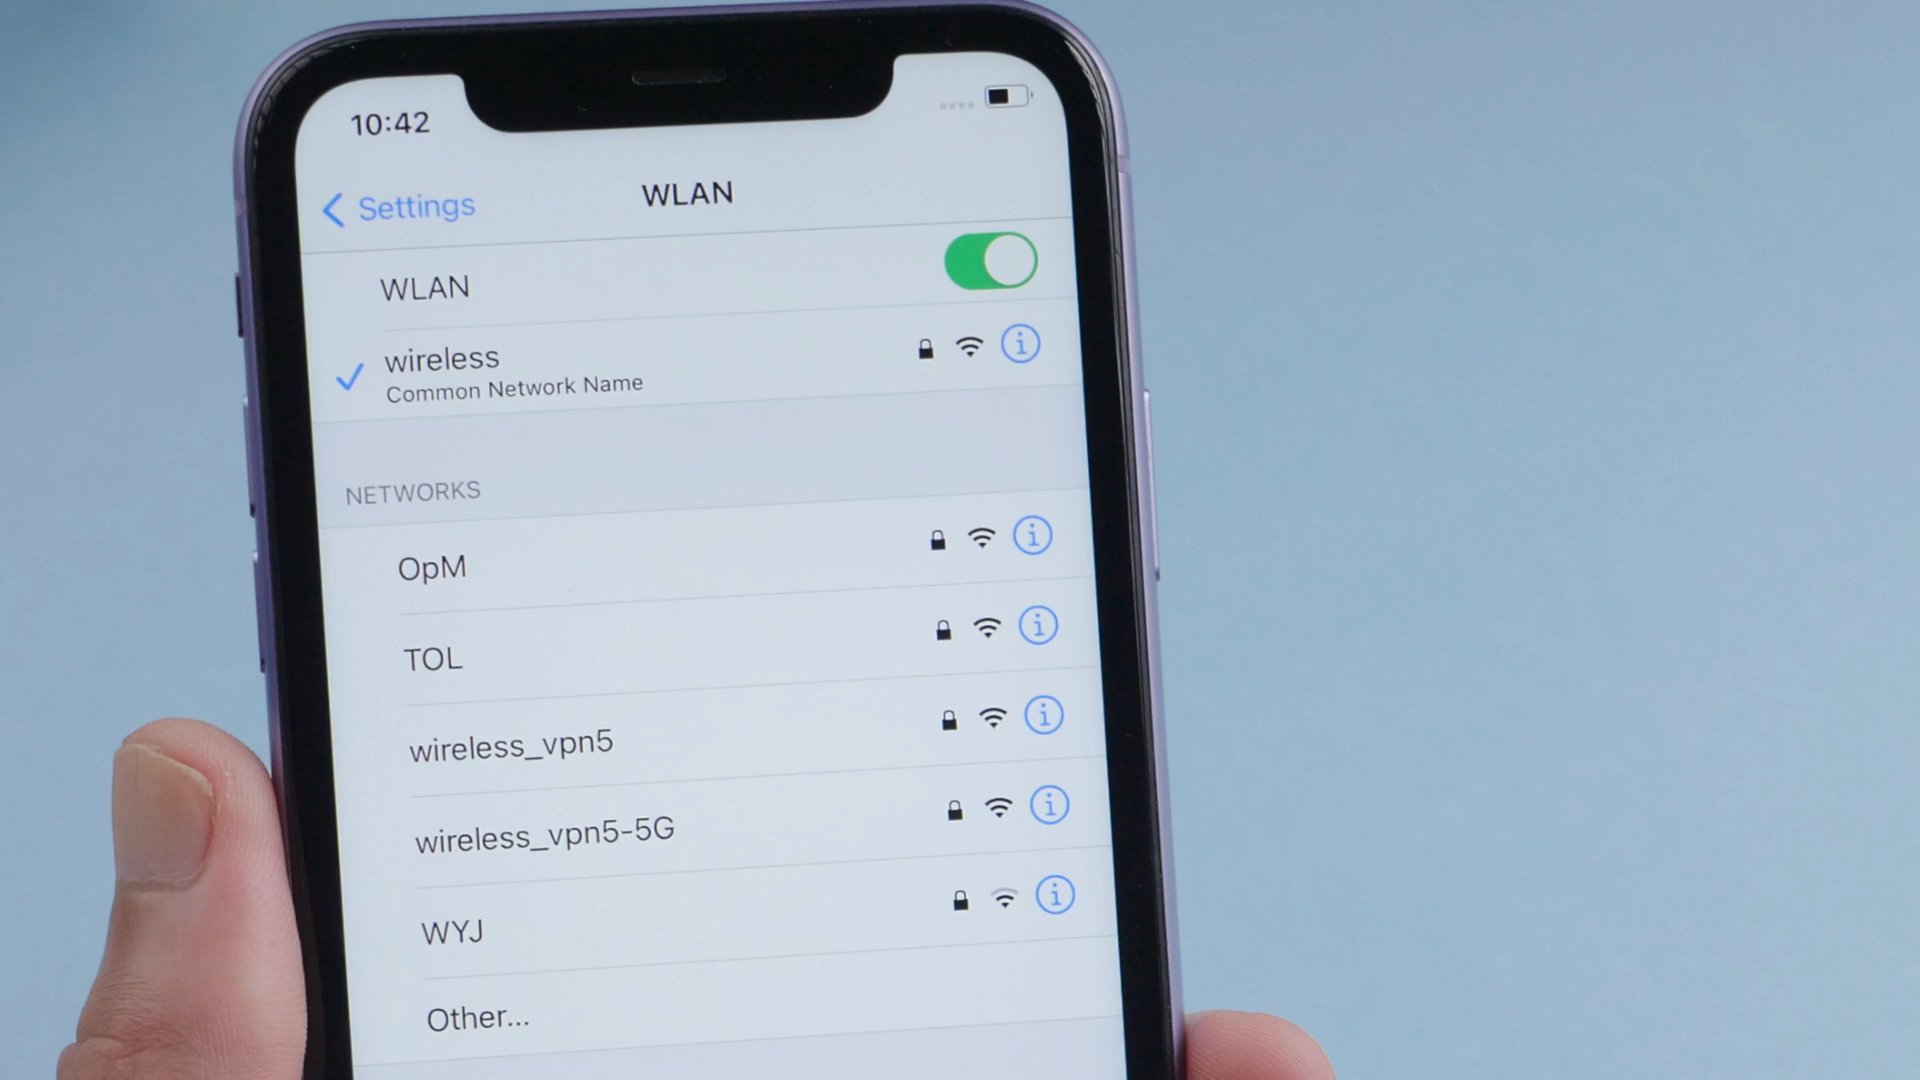 10:42
Settings
WLAN
WLAN
wireless
Common Network Name
NETWORKS
OpM
TOL
wireless_vpn5
wireless_vpn5-5G
WYJ
Other...